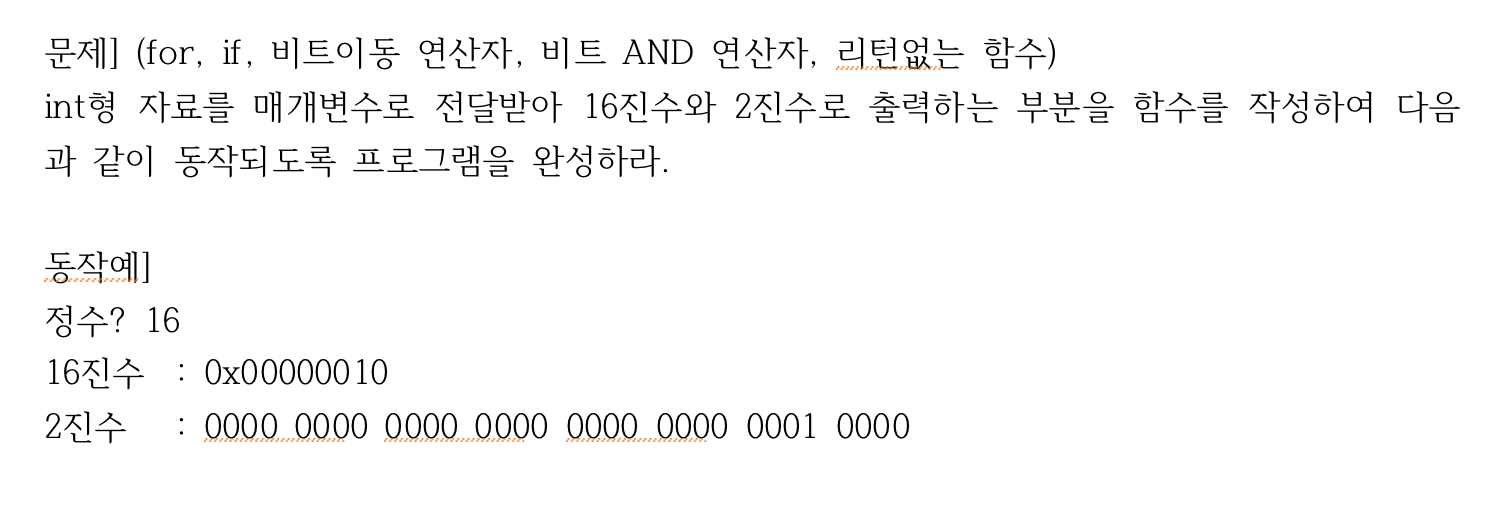 문제] (for, if, 비트이동 연산자, 비트 AND 연산자, 리턴없는 함수)
int형 자료를 매개변수로 전달받아 16진수와 2진수로 출력하는 부분을 함수를 작성하여 다음
과 같이 동작되도록 프로그램을 완성하라.
동작예]
정수? 16
16진수 : 0x00000010
2진수 : 0000 0000 0000 0000 0000 0000 0001 0000